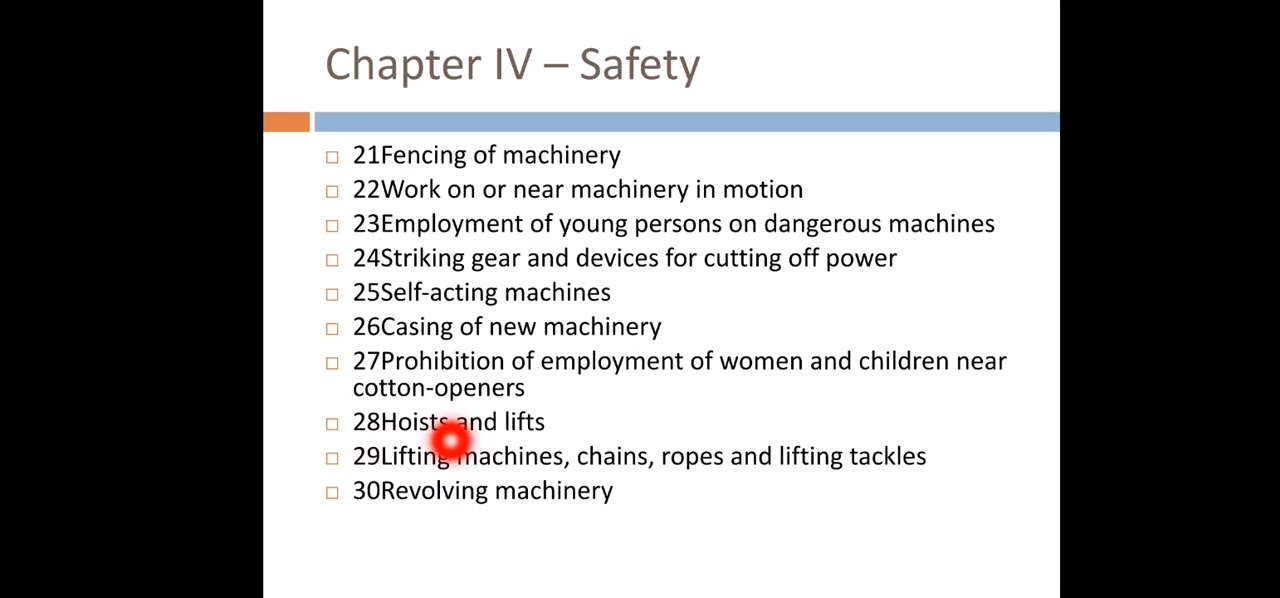 Chapter IV – Safety
21Fencing of machinery
22Work on or near machinery in motion
23Employment of young persons on dangerous machines
24Striking gear and devices for cutting off power
25Self-acting machines
26Casing of new machinery
27Prohibition of employment of women and children near
cotton-openers
28Hoists and lifts
29Lifting machines, chains, ropes and lifting tackles
30Revolving machinery